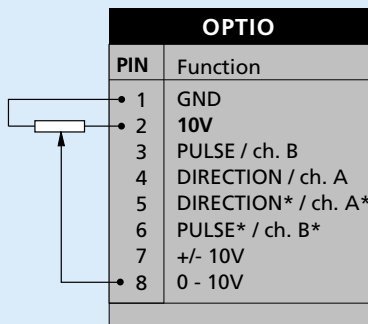 OPTIO
PIN Function
1 GND
2 10V
3 PULSE / ch. B
4 DIRECTION / ch. A
5 DIRECTION* / ch. A*
6 PULSE* / ch. B*
7 +/- 10V
8 0 - 10V